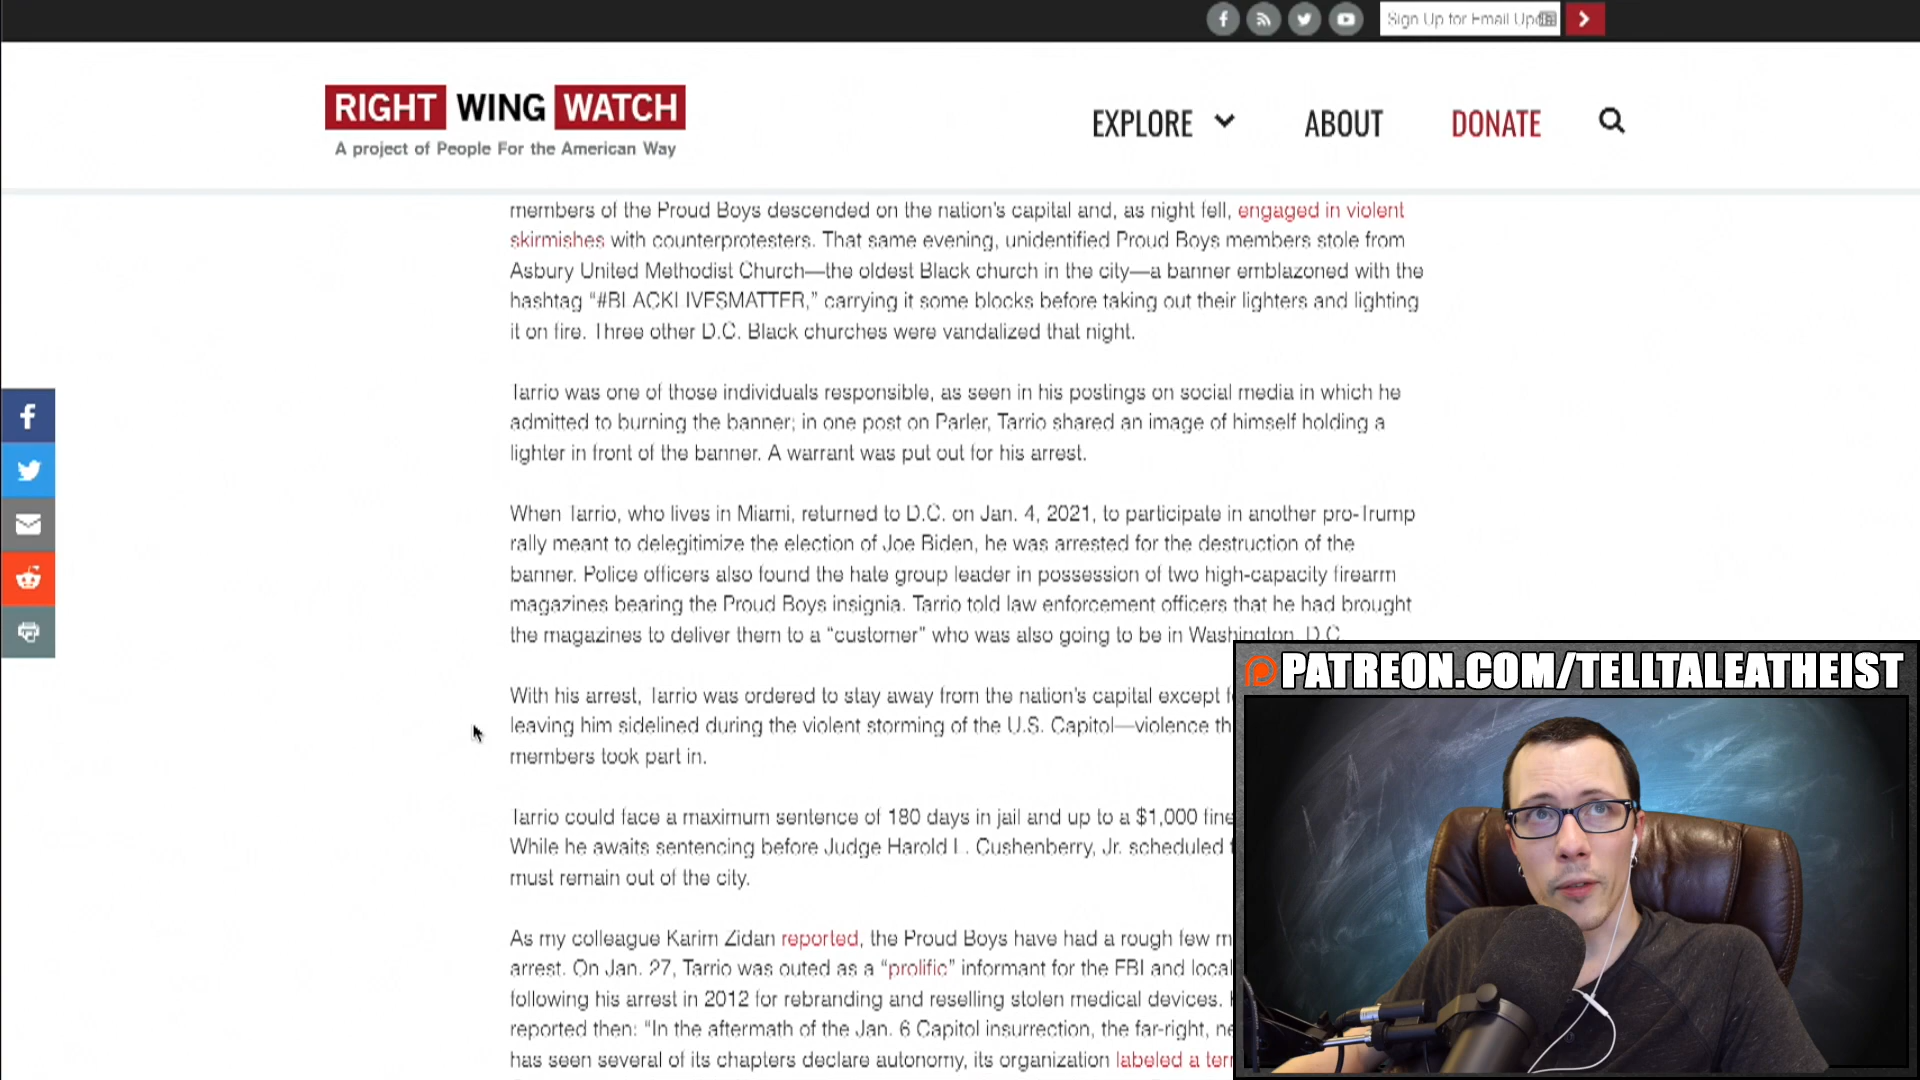 Sign Up for Email Upda
RIGHT WING WATCH
A project of People For the American Way
EXPLORE
ABOUT
DONATE
members of the Proud Boys descended on the nation's capital and, as night fell, engaged in violent
skirmishes with counterprotesters. That same evening, unidentified Proud Boys members stole from
Asbury United Methodist Church—the oldest Black church in the city—a banner emblazoned with the
hashtag “#BLACKLIVESMATTER,” carrying it some blocks before taking out their lighters and lighting
it on fire. Three other D.C. Black churches were vandalized that night.
Tarrio was one of those individuals responsible, as seen in his postings on social media in which he
admitted to burning the banner; in one post on Parler, Tarrio shared an image of himself holding a
lighter in front of the banner. A warrant was put out for his arrest.
When Tarrio, who lives in Miami, returned to D.C. on Jan. 4, 2021, to participate in another pro-Trump
rally meant to delegitimize the election of Joe Biden, he was arrested for the destruction of the
banner. Police officers also found the hate group leader in possession of two high-capacity firearm
magazines bearing the Proud Boys insignia. Tarrio told law enforcement officers that he had brought
the magazines to deliver them to a “customer” who was also going to be in Washington, D.C.
With his arrest, Tarrio was ordered to stay away from the nation's capital except f
leaving him sidelined during the violent storming of the U.S. Capitol—violence th
members took part in.
Tarrio could face a maximum sentence of 180 days in jail and up to a $1,000 fine
While he awaits sentencing before Judge Harold L. Cushenberry, Jr. scheduled
must remain out of the city.
As my colleague Karim Zidan reported, the Proud Boys have had a rough few m
arrest. On Jan. 27, Tarrio was outed as a “prolific” informant for the FBI and local
following his arrest in 2012 for rebranding and reselling stolen medical devices.
reported then: “In the aftermath of the Jan. 6 Capitol insurrection, the far-right, ne
has seen several of its chapters declare autonomy, its organization labeled a terr
PATREON.COM/TELLTALEATHEIST